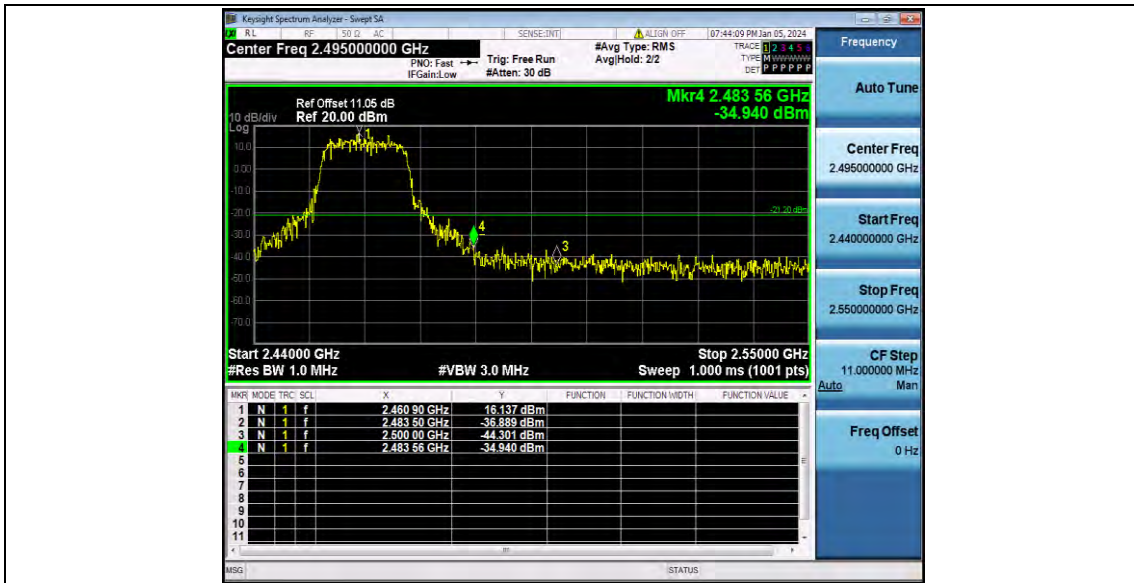 Keysight Spectrum Analyzer - Swept SA
RL RF 50 Ω AC SENSE:INT ALIGN OFF 07:44:09 PM Jan 05, 2024
Center Freq 2.495000000 GHz
PNO: Fast
IFGain:Low
Trig: Free Run
#Atten: 30 dB
#Avg Type: RMS
Avg|Hold: 2/2
TRACE 1 2 3 4 5 6
TYPE M WWWWW
DET P P P P P P
Frequency
Auto Tune
Center Freq
2.495000000 GHz
Start Freq
2.440000000 GHz
Stop Freq
2.550000000 GHz
CF Step
11.000000 MHz
Auto Man
Freq Offset
0 Hz
Mkr4 2.483 56 GHz
-34.940 dBm
Ref Offset 11.05 dB
10 dB/div Ref 20.00 dBm
Log
10.0
0.00
-10.0
-20.0
-30.0
-40.0
-50.0
-60.0
-70.0
1
-21.20 dBm
4
3
Start 2.44000 GHz Stop 2.55000 GHz
#Res BW 1.0 MHz #VBW 3.0 MHz Sweep 1.000 ms (1001 pts)
MKR MODE TRC SCL X Y FUNCTION FUNCTION WIDTH FUNCTION VALUE
1 N 1 f 2.460 90 GHz 16.137 dBm
2 N 1 f 2.483 50 GHz -36.889 dBm
3 N 1 f 2.500 00 GHz -44.301 dBm
4 N 1 f 2.483 56 GHz -34.940 dBm
5
6
7
8
9
10
11
MSG STATUS